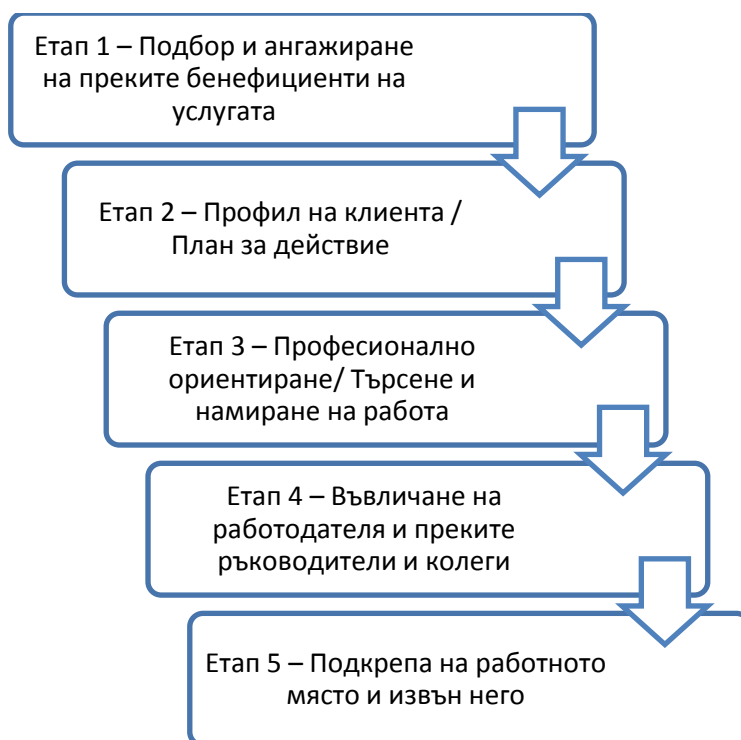 Етап 1 – Подбор и ангажиране
на преките бенефициенти на
услугата
Етап 2 – Профил на клиента /
План за действие
Етап 3 – Професионално
ориентиране/ Търсене и
намиране на работа
Етап 4 – Въвличане на
работодателя и преките
ръководители и колеги
Етап 5 – Подкрепа на работното
място и извън него